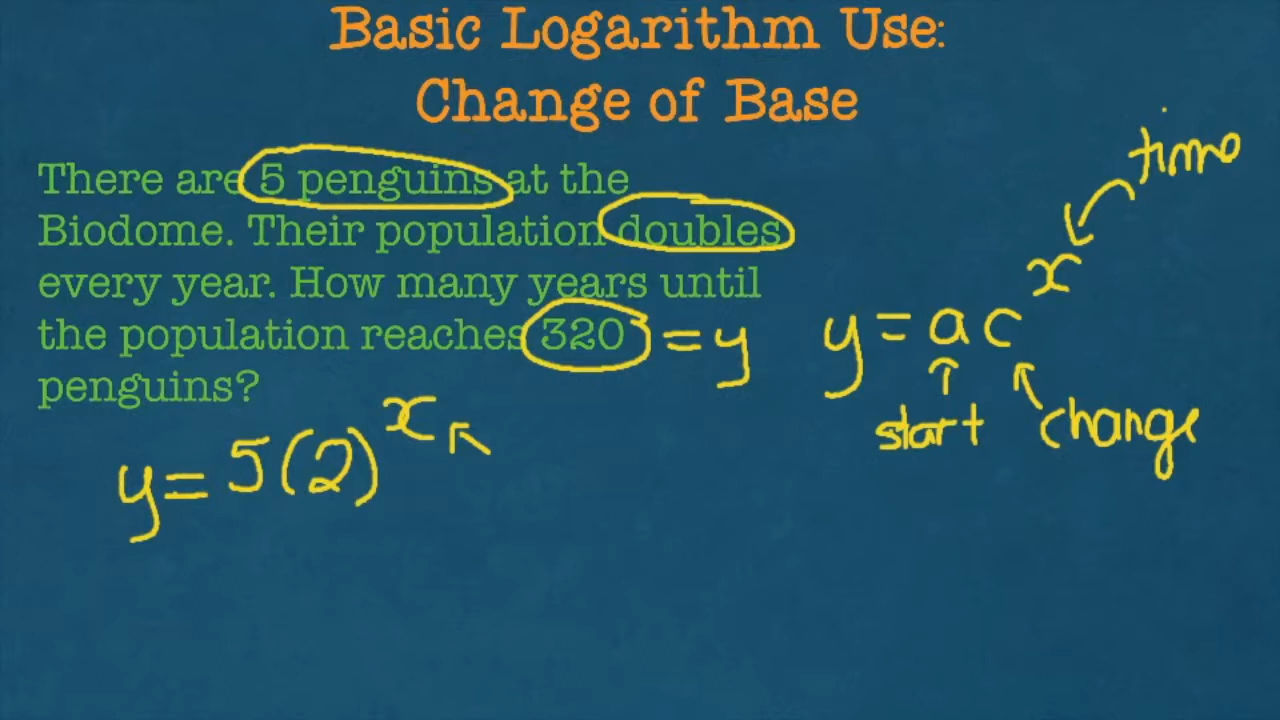 Basic Logarithm Use:
Change of Base
There are 5 penguins at the
Biodome. Their population doubles
every year. How many years until
the population reaches 320 = y
penguins?
y = 5(2)^x
time
y = ac^x
start
change